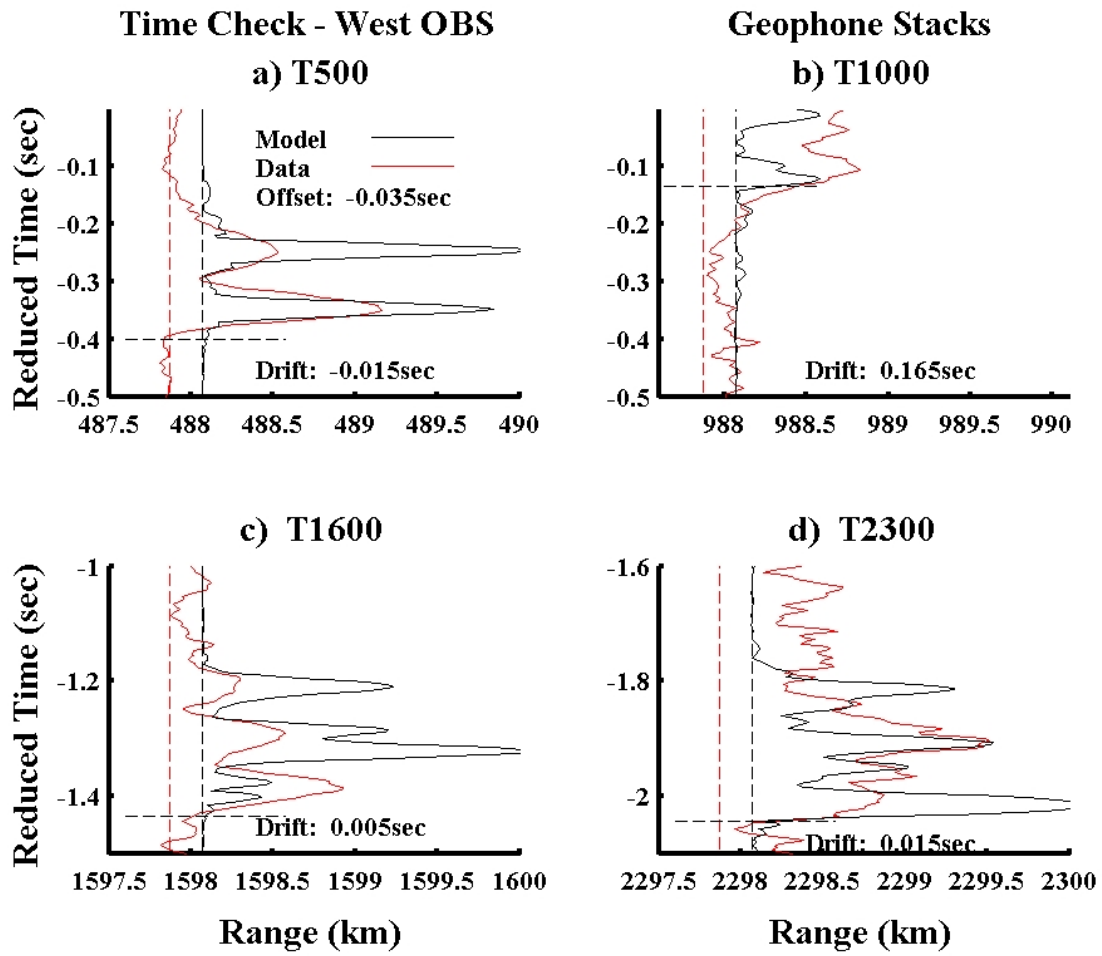 Time Check - West OBS
Geophone Stacks
a) T500
b) T1000
Reduced Time (sec)
-0.1
-0.2
-0.3
-0.4
-0.5
Model
Data
Offset: -0.035sec
Drift: -0.015sec
487.5 488 488.5 489 489.5 490
-0.1
-0.2
-0.3
-0.4
-0.5
Drift: 0.165sec
988 988.5 989 989.5 990
c) T1600
d) T2300
Reduced Time (sec)
-1
-1.2
-1.4
Drift: 0.005sec
1597.5 1598 1598.5 1599 1599.5 1600
Range (km)
-1.6
-1.8
-2
Drift: 0.015sec
2297.5 2298 2298.5 2299 2299.5 2300
Range (km)